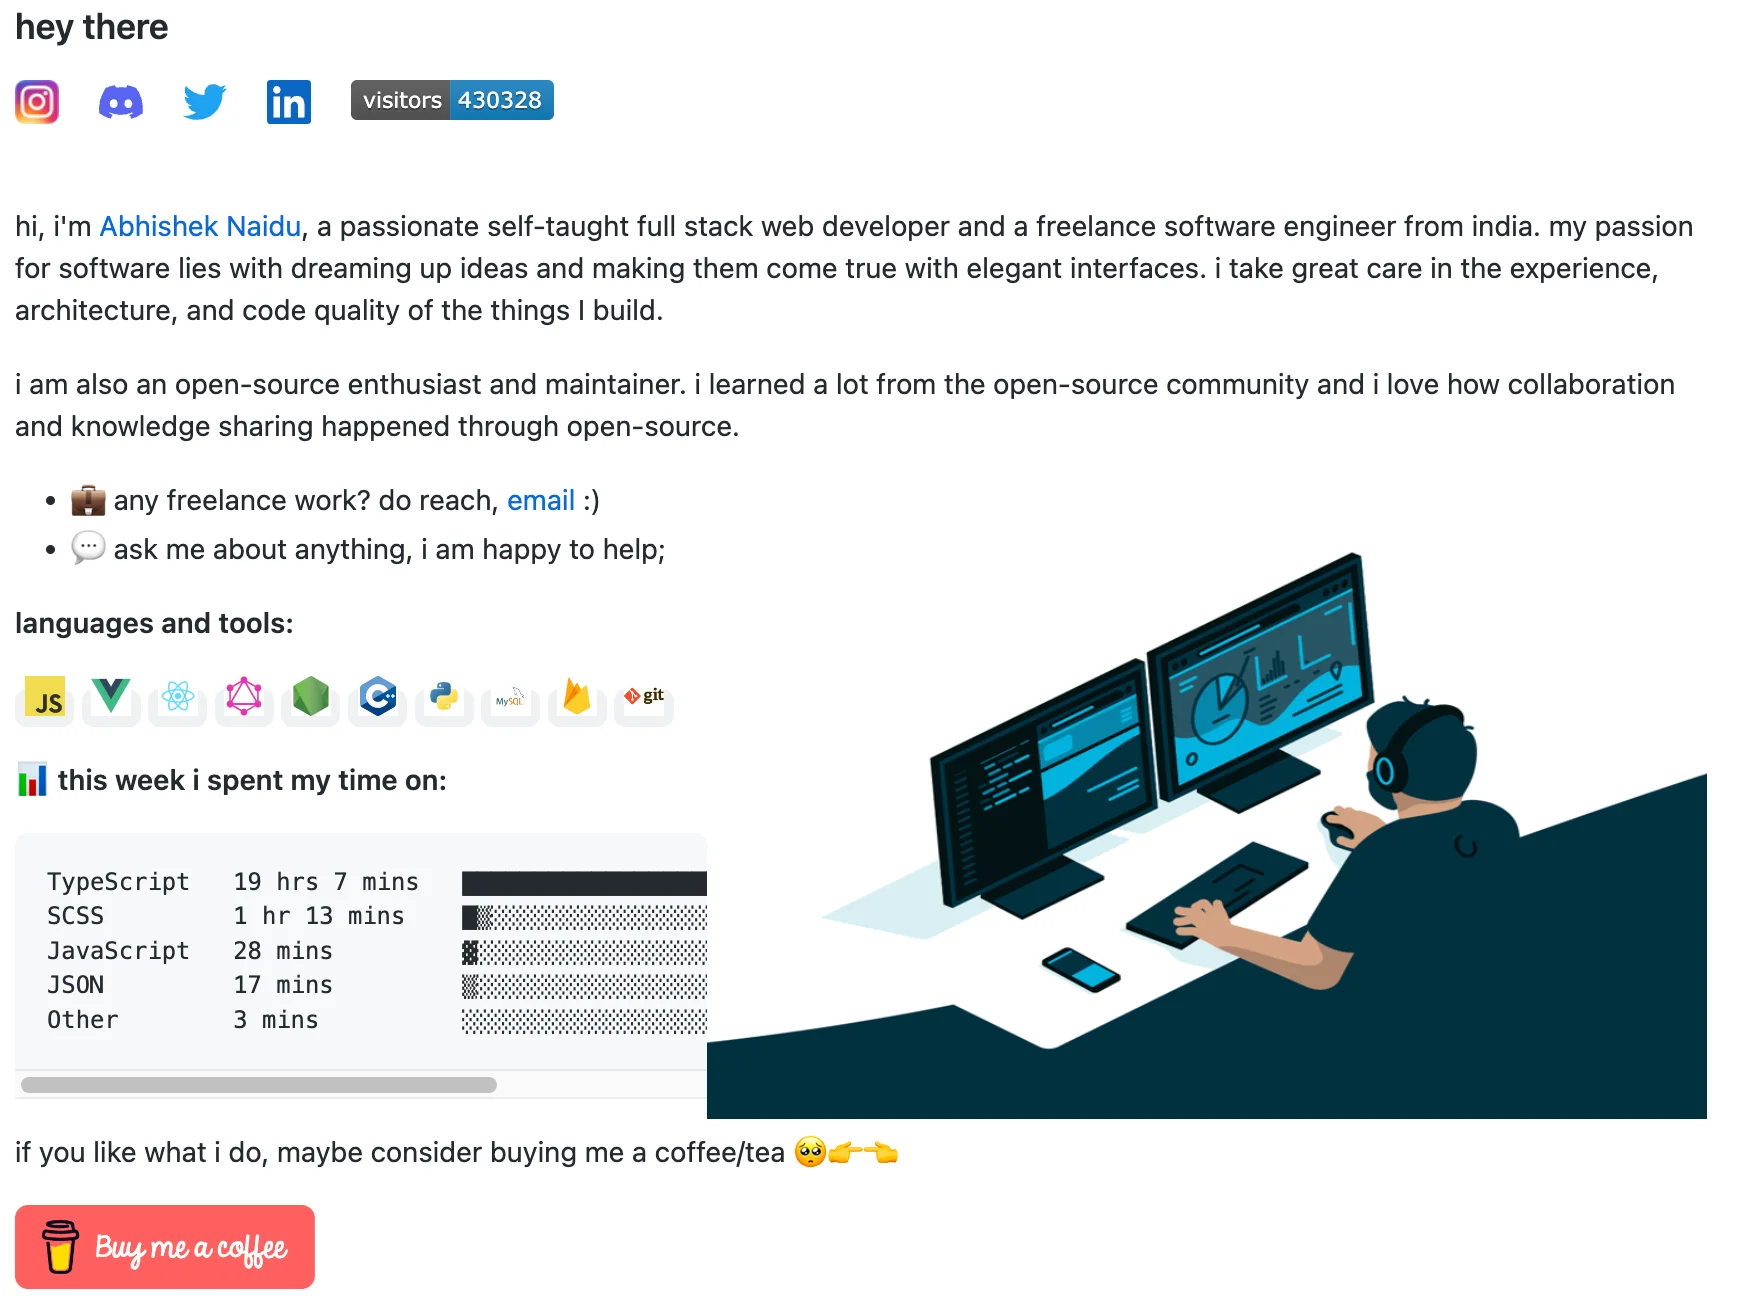 hey there
visitors 430328
hi, i'm Abhishek Naidu, a passionate self-taught full stack web developer and a freelance software engineer from india. my passion
for software lies with dreaming up ideas and making them come true with elegant interfaces. i take great care in the experience,
architecture, and code quality of the things I build.
i am also an open-source enthusiast and maintainer. i learned a lot from the open-source community and i love how collaboration
and knowledge sharing happened through open-source.
• 💼 any freelance work? do reach, email :)
• 💬 ask me about anything, i am happy to help;
languages and tools:
JS MySQL git
📊 this week i spent my time on:
TypeScript 19 hrs 7 mins
SCSS 1 hr 13 mins
JavaScript 28 mins
JSON 17 mins
Other 3 mins
if you like what i do, maybe consider buying me a coffee/tea 🥺👉👈
Buy me a coffee